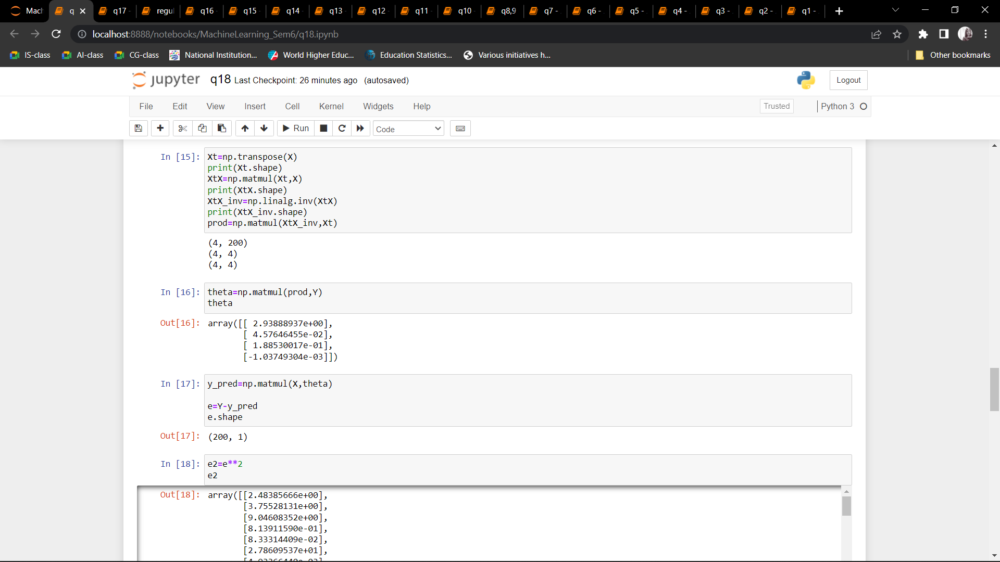 Mach
q
q17 -
regul
q16 -
q15 -
q14 -
q13 -
q12 -
q11 -
q10 -
q8,9
q7 -
q6 -
q5 -
q4 -
q3 -
q2 -
q1 -
localhost:8888/notebooks/MachineLearning_Sem6/q18.ipynb
IS-class
AI-class
CG-class
National Institution...
World Higher Educ...
Education Statistics...
Various initiatives h...
Other bookmarks
jupyter q18 Last Checkpoint: 26 minutes ago (autosaved)
Logout
File Edit View Insert Cell Kernel Widgets Help
Trusted
Python 3
Run
Code
In [15]: Xt=np.transpose(X)
print(Xt.shape)
XtX=np.matmul(Xt,X)
print(XtX.shape)
XtX_inv=np.linalg.inv(XtX)
print(XtX_inv.shape)
prod=np.matmul(XtX_inv,Xt)
(4, 200)
(4, 4)
(4, 4)
In [16]: theta=np.matmul(prod,Y)
theta
Out[16]: array([[ 2.93888937e+00],
[ 4.57646455e-02],
[ 1.88530017e-01],
[-1.03749304e-03]])
In [17]: y_pred=np.matmul(X,theta)
e=Y-y_pred
e.shape
Out[17]: (200, 1)
In [18]: e2=e**2
e2
Out[18]: array([[2.48385666e+00],
[3.75528131e+00],
[9.04608352e+00],
[8.13911590e-01],
[8.33314409e-02],
[2.78609537e+01],